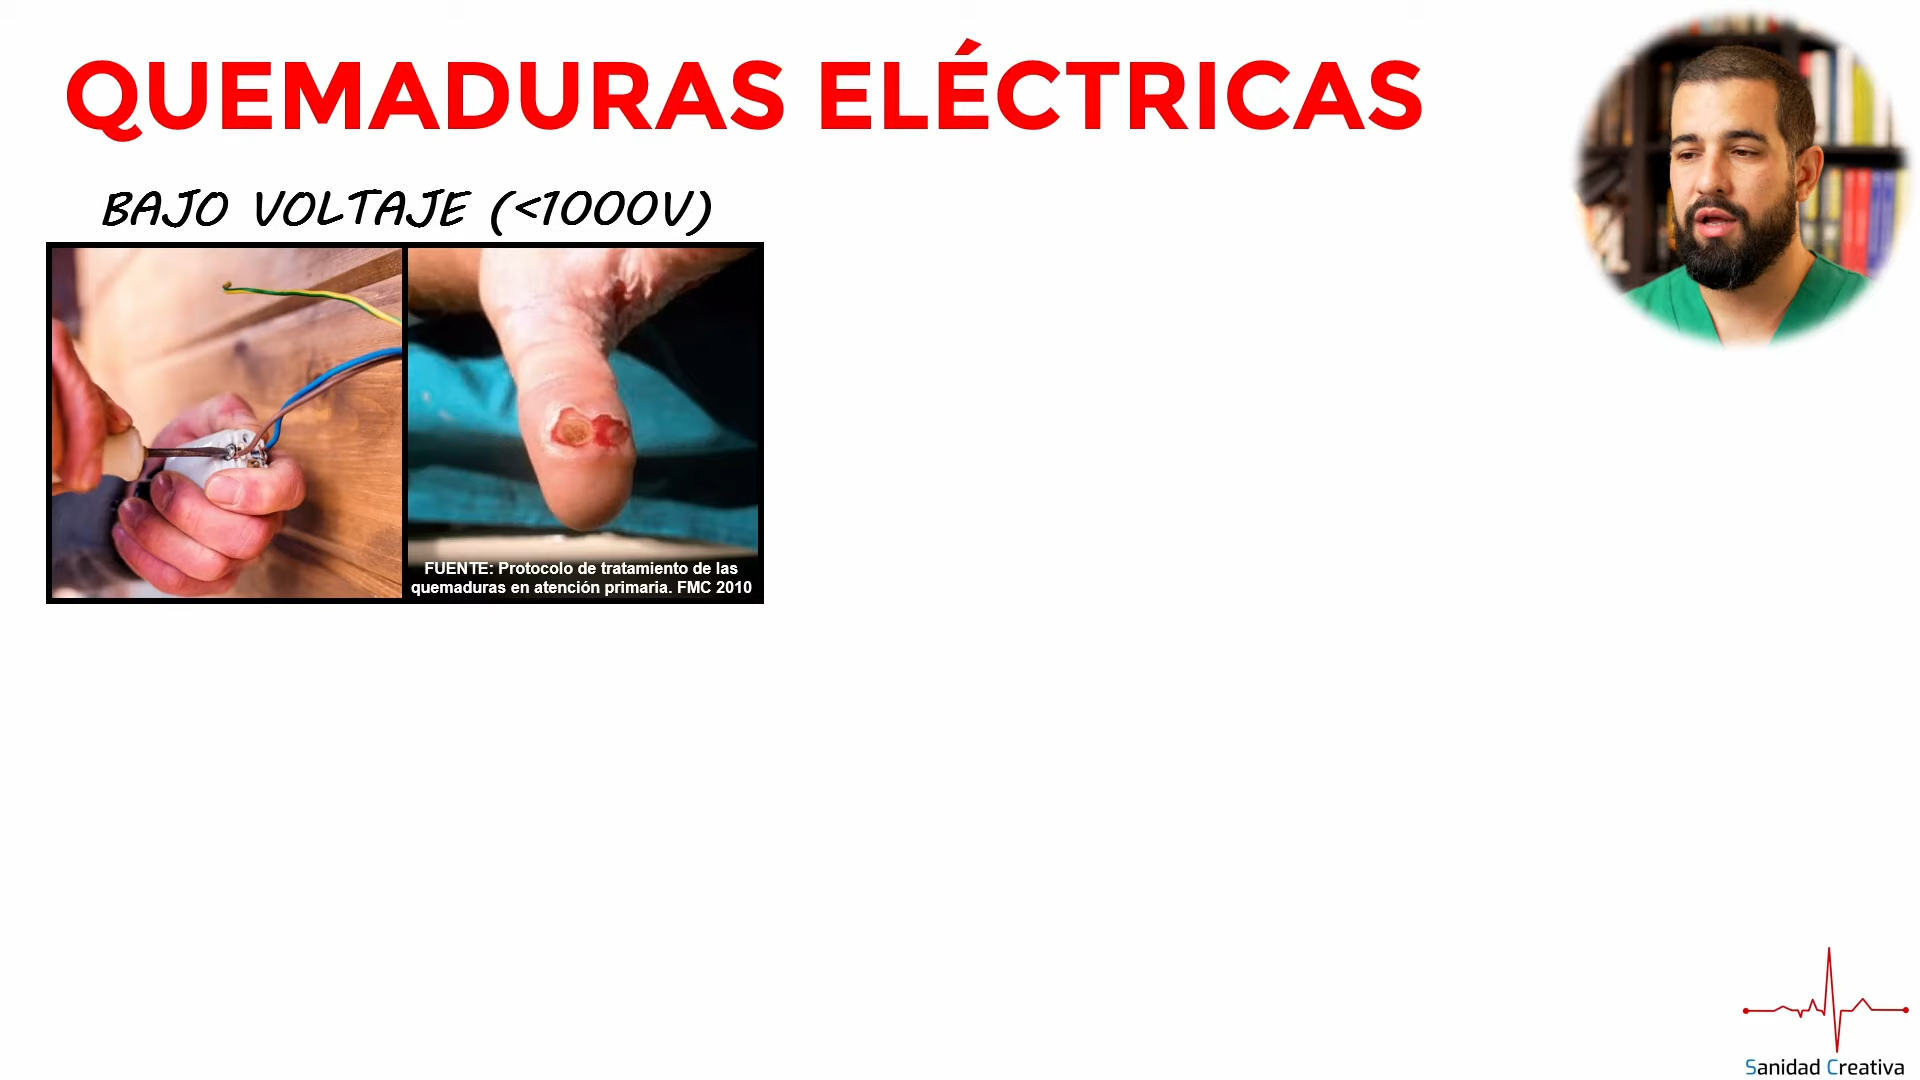 QUEMADURAS ELÉCTRICAS
BAJO VOLTAJE (<1000V)
FUENTE: Protocolo de tratamiento de las
quemaduras en atención primaria. FMC 2010
Sanidad Creativa